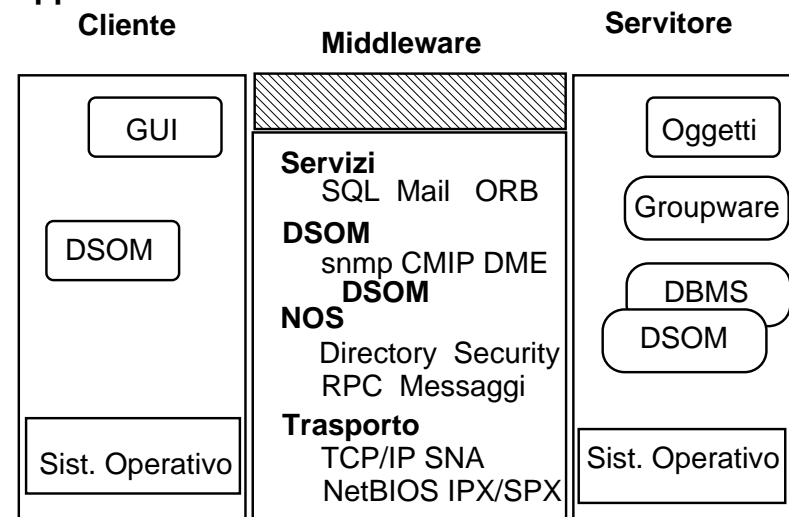 Cliente
Middleware
Servitore
GUI
DSOM
Sist. Operativo
Servizi
SQL Mail ORB
DSOM
snmp CMIP DME
DSOM
NOS
Directory Security
RPC Messaggi
Trasporto
TCP/IP SNA
NetBIOS IPX/SPX
Oggetti
Groupware
DBMS
DSOM
Sist. Operativo